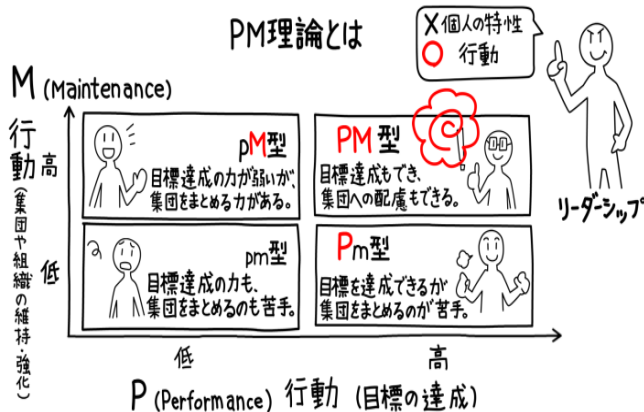 PM理論とは
X個人の特性
○ 行動
リーダーシップ
M (Maintenance)
行動
(集団や組織の維持・強化)
高
低
pM型
目標達成の力が弱いが、
集団をまとめる力がある。
PM型
目標達成もでき、
集団への配慮もできる。
pm型
目標達成の力も、
集団をまとめるのも苦手。
Pm型
目標を達成できるが
集団をまとめるのが苦手。
低
高
P (Performance) 行動 (目標の達成)